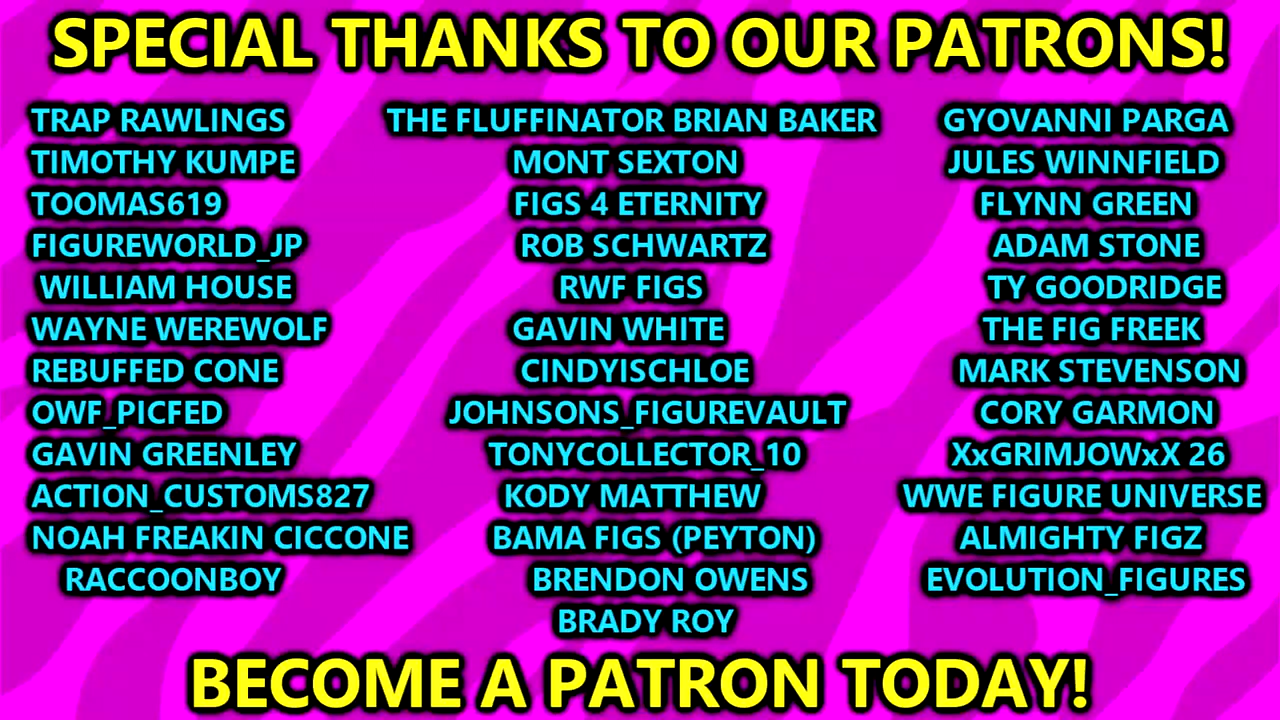 SPECIAL THANKS TO OUR PATRONS!
TRAP RAWLINGS
TIMOTHY KUMPE
TOOMAS619
FIGUREWORLD_JP
WILLIAM HOUSE
WAYNE WEREWOLF
REBUFFED CONE
OWF_PICFED
GAVIN GREENLEY
ACTION_CUSTOMS827
NOAH FREAKIN CICCONE
RACCOONBOY
THE FLUFFINATOR BRIAN BAKER
MONT SEXTON
FIGS 4 ETERNITY
ROB SCHWARTZ
RWF FIGS
GAVIN WHITE
CINDYISCHLOE
JOHNSONS_FIGUREVAULT
TONYCOLLECTOR_10
KODY MATTHEW
BAMA FIGS (PEYTON)
BRENDON OWENS
BRADY ROY
GYOVANNI PARGA
JULES WINNFIELD
FLYNN GREEN
ADAM STONE
TY GOODRIDGE
THE FIG FREEK
MARK STEVENSON
CORY GARMON
XxGRIMJOWxX 26
WWE FIGURE UNIVERSE
ALMIGHTY FIGZ
EVOLUTION_FIGURES
BECOME A PATRON TODAY!